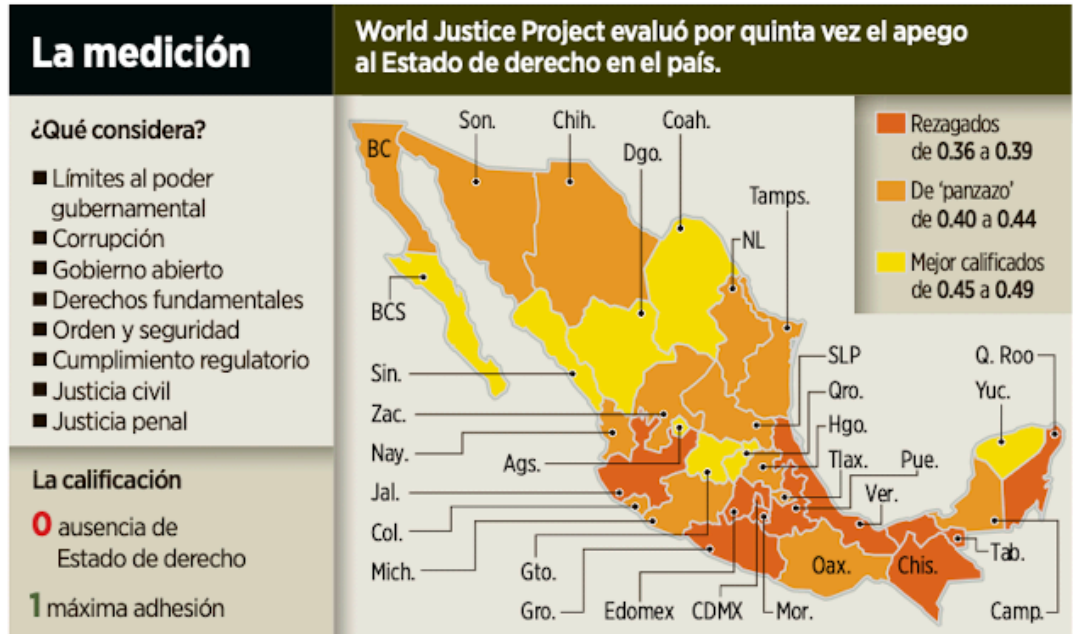 La medición
World Justice Project evaluó por quinta vez el apego
al Estado de derecho en el país.
¿Qué considera?
■ Límites al poder
gubernamental
■ Corrupción
■ Gobierno abierto
■ Derechos fundamentales
■ Orden y seguridad
■ Cumplimiento regulatorio
■ Justicia civil
■ Justicia penal
La calificación
0 ausencia de
Estado de derecho
1 máxima adhesión
Rezagados
de 0.36 a 0.39
De ‘panzazo’
de 0.40 a 0.44
Mejor calificados
de 0.45 a 0.49
BC
Son.
Chih.
Coah.
Dgo.
Tamps.
NL
BCS
Sin.
Zac.
Nay.
Ags.
Jal.
Col.
Mich.
Gto.
Gro.
Edomex
CDMX
Mor.
SLP
Qro.
Hgo.
Tlax.
Pue.
Ver.
Q. Roo
Yuc.
Oax.
Chis.
Tab.
Camp.